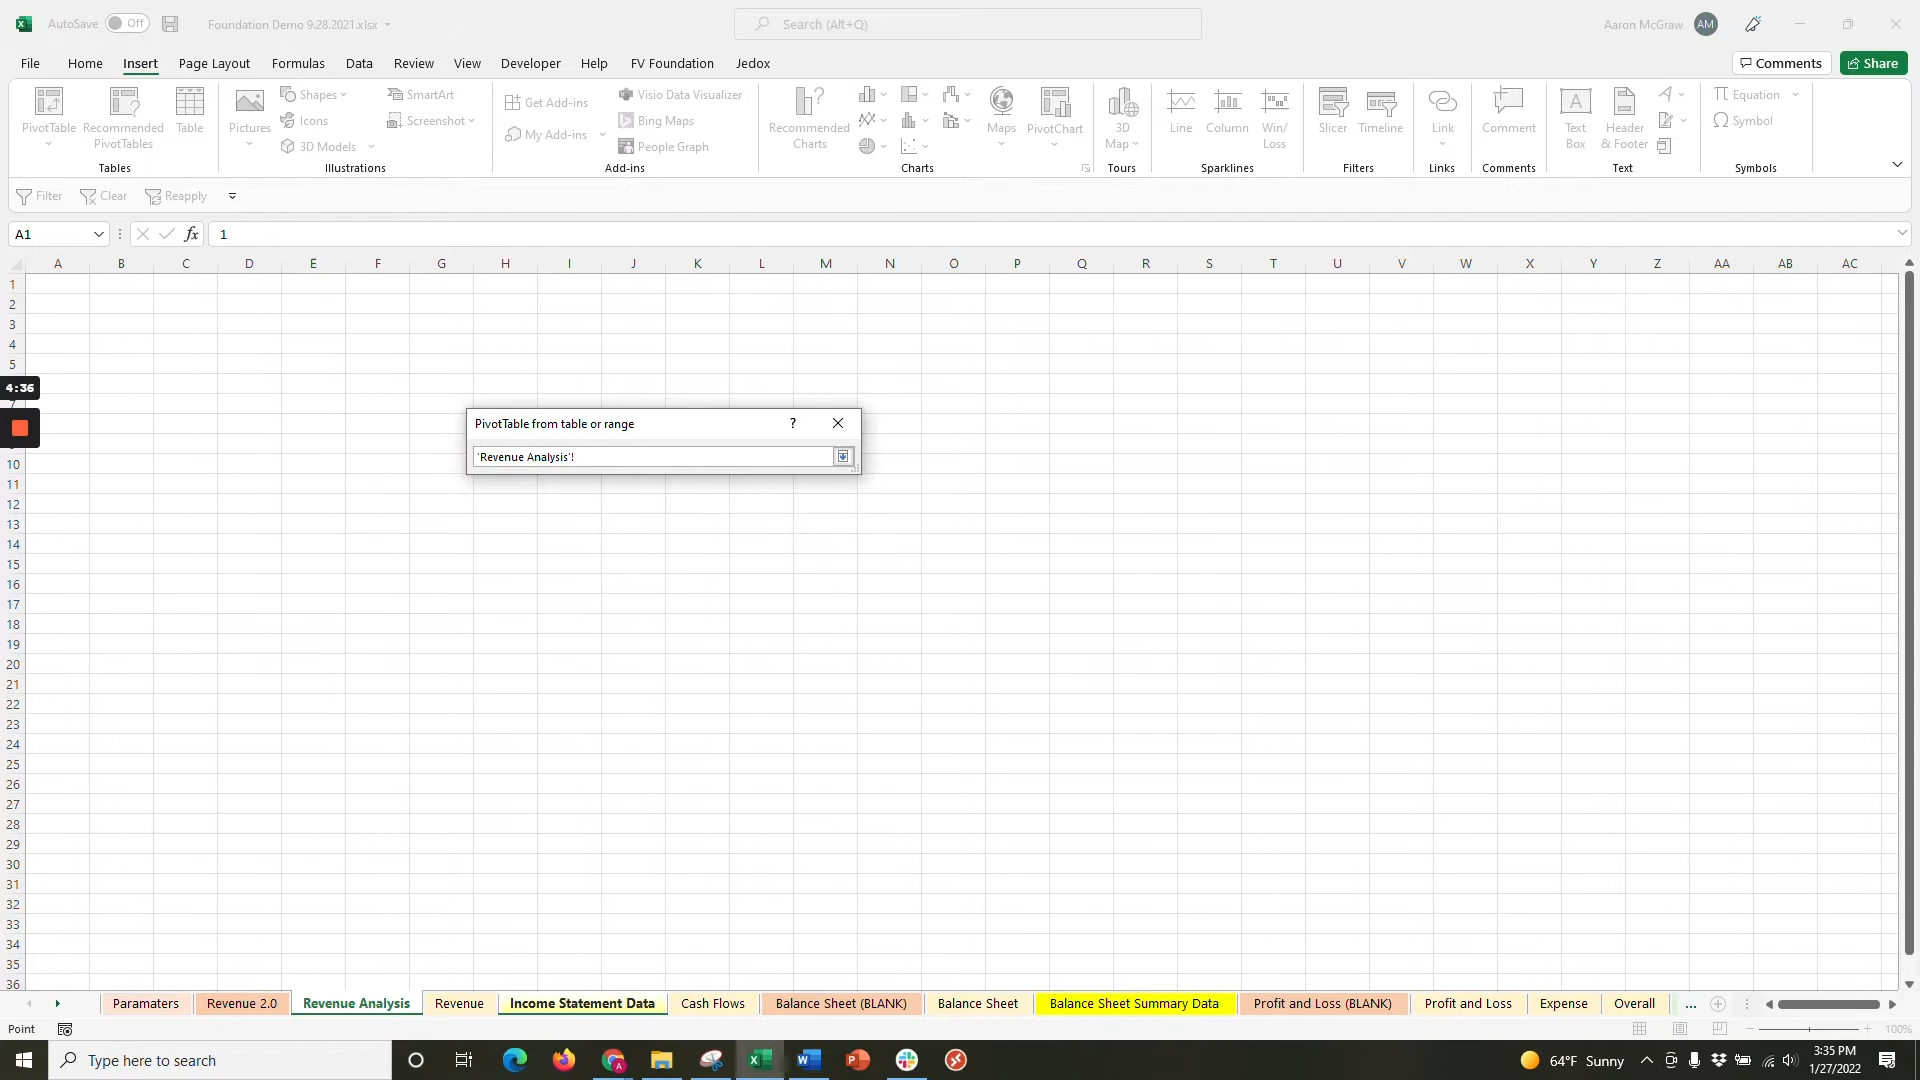 AutoSave Off Foundation Demo 9.28.2021.xlsx Search (Alt+Q) Aaron McGraw AM
File Home Insert Page Layout Formulas Data Review View Developer Help FV Foundation Jedox Comments Share
PivotTable Recommended PivotTables Table
Tables
Pictures Shapes Icons 3D Models SmartArt Screenshot
Illustrations
Get Add-ins My Add-ins Visio Data Visualizer Bing Maps People Graph
Add-ins
Recommended Charts Maps PivotChart
Charts
3D Map
Tours
Line Column Win/Loss
Sparklines
Slicer Timeline
Filters
Link
Links
Comment
Comments
Text Box Header & Footer
Text
Equation Symbol
Symbols
Filter Clear Reapply
A1 fx 1
A B C D E F G H I J K L M N O P Q R S T U V W X Y Z AA AB AC
1
2
3
4
5
4:36
7
PivotTable from table or range ?
'Revenue Analysis'!
10
11
12
13
14
15
16
17
18
19
20
21
22
23
24
25
26
27
28
29
30
31
32
33
34
35
36
Paramaters Revenue 2.0 Revenue Analysis Revenue Income Statement Data Cash Flows Balance Sheet (BLANK) Balance Sheet Balance Sheet Summary Data Profit and Loss (BLANK) Profit and Loss Expense Overall ...
Point 100%
Type here to search 64°F Sunny 3:35 PM
1/27/2022